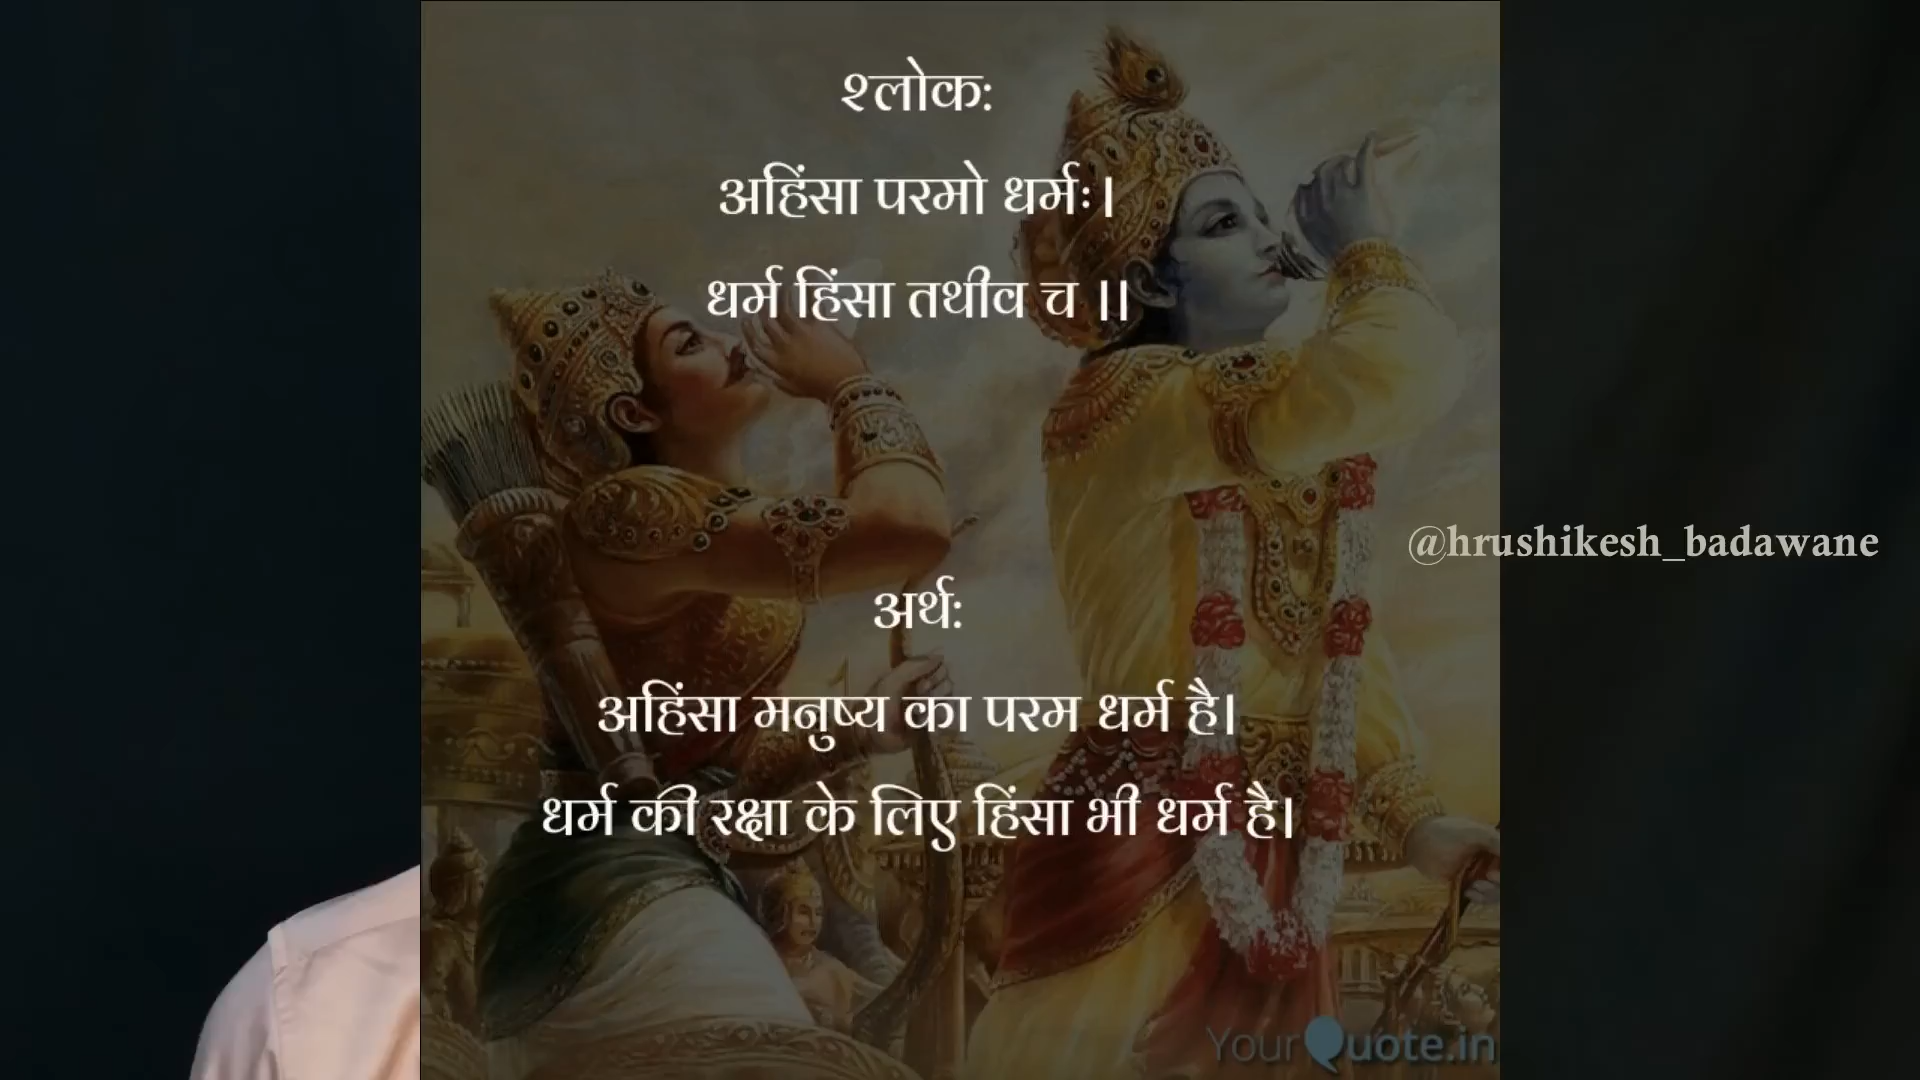 श्लोक:
अहिंसा परमो धर्मः।
धर्म हिंसा तथीव च ।।
@hrushikesh_badawane
अर्थ:
अहिंसा मनुष्य का परम धर्म है।
धर्म की रक्षा के लिए हिंसा भी धर्म है।
YourQuote.in